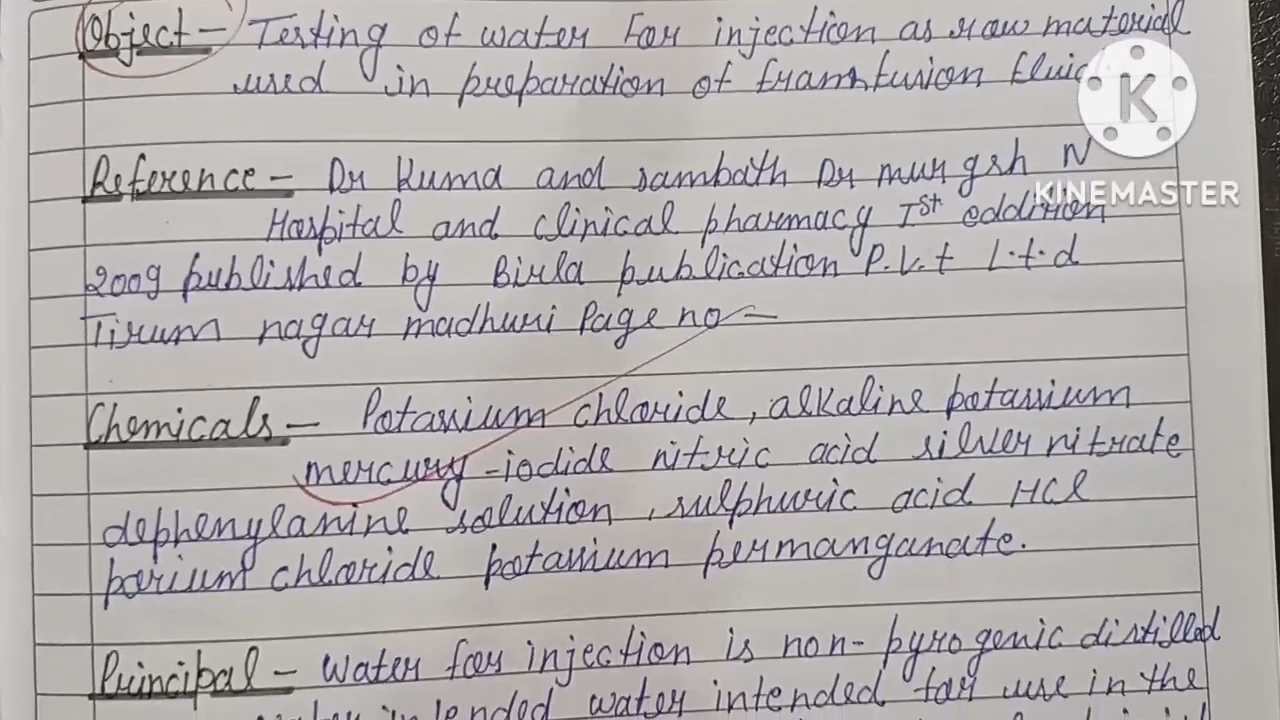 Object - Testing of water For injection as raw material
used in preparation of framsfusion fluid
K
KINEMASTER
Reference - Dr Kuma and sambath Dr murgsh N
Hospital and clinical pharmacy Ist eddition
2009 published by Birla publication P.V.t L.t.d
Tirum nagar madhuri Page no -
Chemicals - Potassium chloride, alkaline potassium
mercury-iodide nitric acid silver nitrate
dephenylanine solution, sulphuric acid HCl
barium chloride potassium permanganate.
Principal - Water for injection is non-pyrogenic distilled
intended water intended for use in the